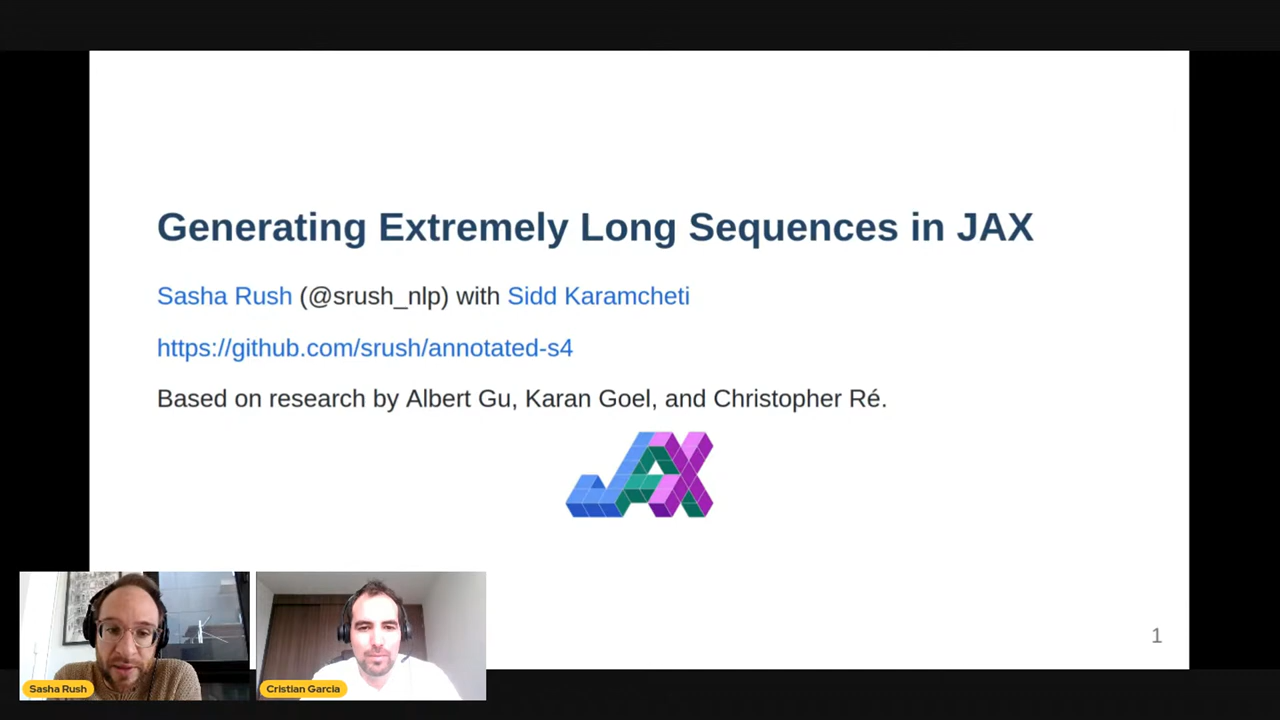 Generating Extremely Long Sequences in JAX
Sasha Rush (@srush_nlp) with Sidd Karamcheti
https://github.com/srush/annotated-s4
Based on research by Albert Gu, Karan Goel, and Christopher Ré.
JAX
1
Sasha Rush
Cristian Garcia